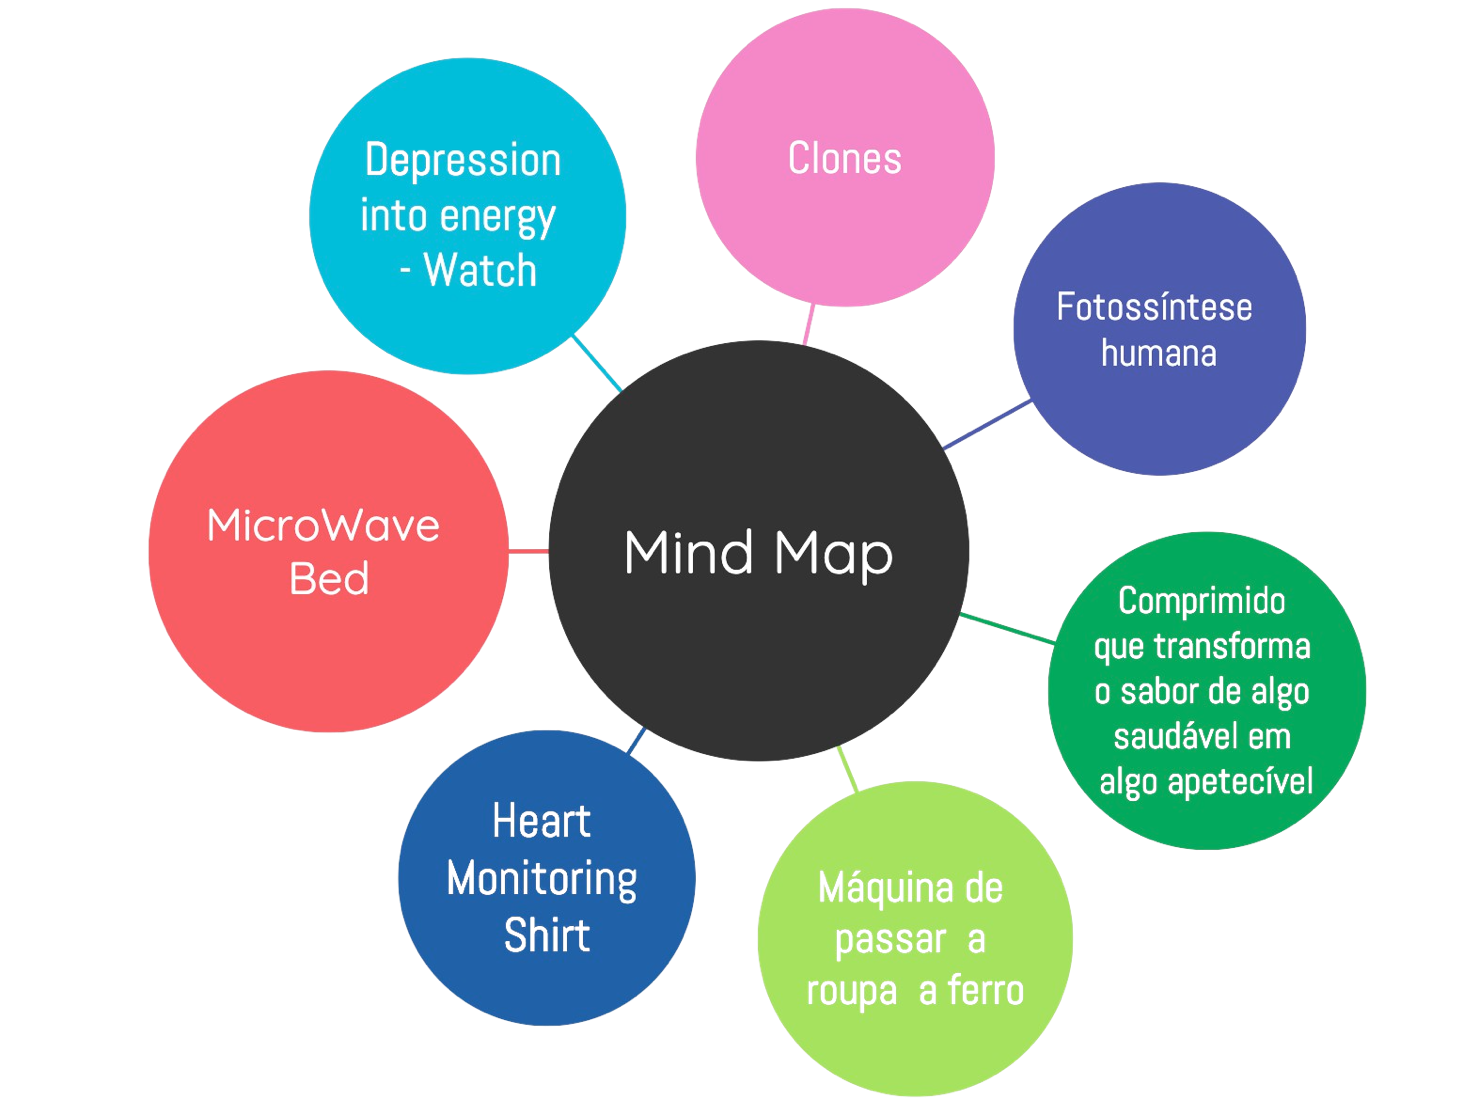 Clones
Depression
into energy
- Watch
Fotossíntese
humana
MicroWave
Bed
Mind Map
Comprimido
que transforma
o sabor de algo
saudável em
algo apetecível
Heart
Monitoring
Shirt
Máquina de
passar a
roupa a ferro